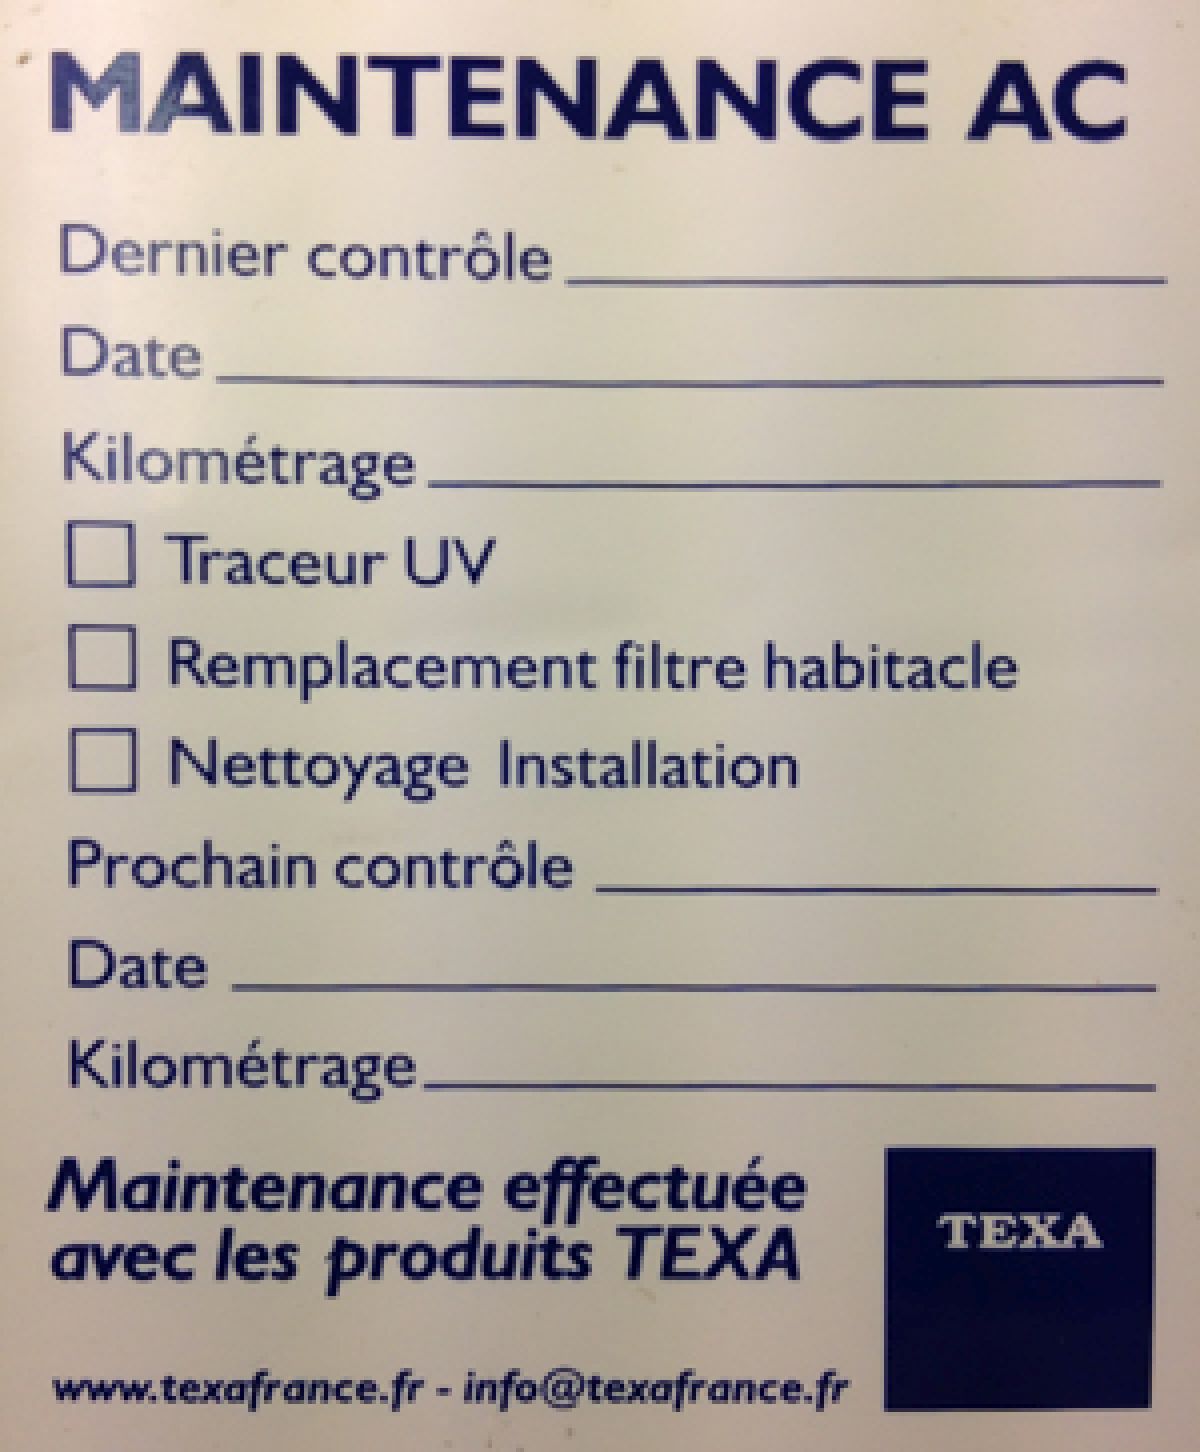 MAINTENANCE AC
Dernier contrôle
Date
Kilométrage
Traceur UV
Remplacement filtre habitacle
Nettoyage Installation
Prochain contrôle
Date
Kilométrage
Maintenance effectuée
avec les produits TEXA
TEXA
www.texafrance.fr - info@texafrance.fr